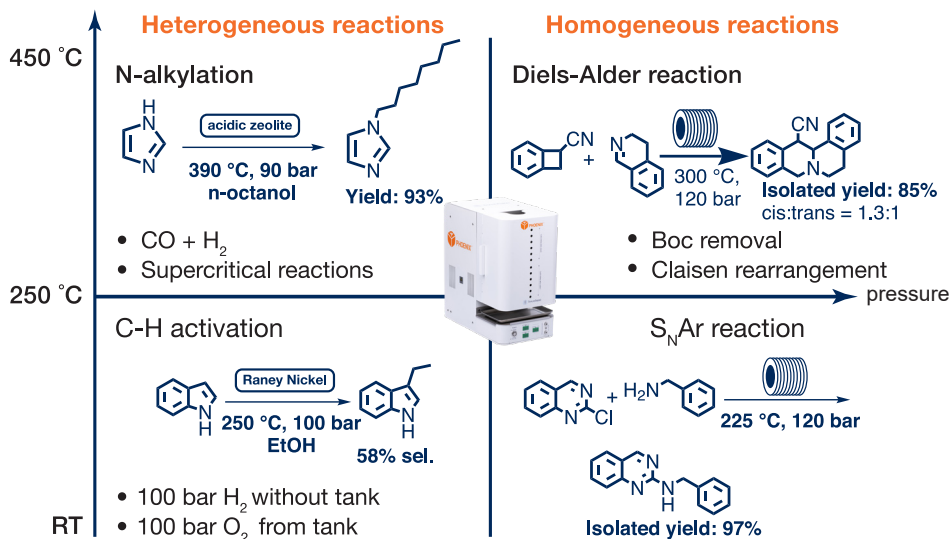 Heterogeneous reactions
Homogeneous reactions
450 °C
N-alkylation
H
N
N
acidic zeolite
390 °C, 90 bar
n-octanol
N
N
Yield: 93%
• CO + H₂
• Supercritical reactions
Diels-Alder reaction
CN
+
N
300 °C,
120 bar
CN
N
Isolated yield: 85%
cis:trans = 1.3:1
• Boc removal
• Claisen rearrangement
250 °C
pressure
C-H activation
N
H
Raney Nickel
250 °C, 100 bar
EtOH
N
H
58% sel.
• 100 bar H₂ without tank
• 100 bar O₂ from tank
RT
SNAr reaction
N
N
Cl
+
H₂N
225 °C, 120 bar
N
N
N
H
Isolated yield: 97%